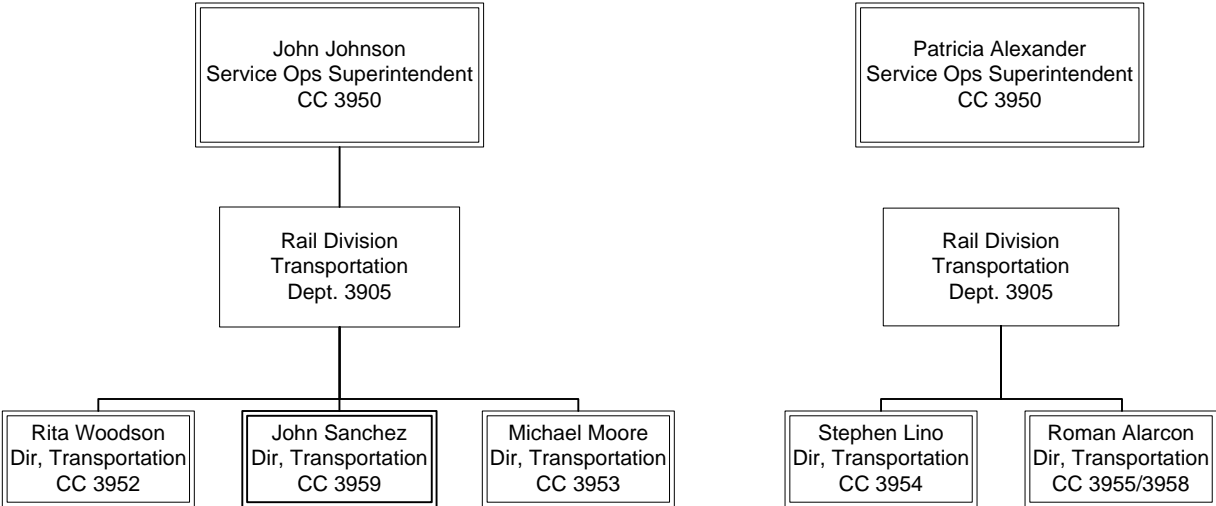 John Johnson
Service Ops Superintendent
CC 3950
Patricia Alexander
Service Ops Superintendent
CC 3950
Rail Division
Transportation
Dept. 3905
Rail Division
Transportation
Dept. 3905
Rita Woodson
Dir, Transportation
CC 3952
John Sanchez
Dir, Transportation
CC 3959
Michael Moore
Dir, Transportation
CC 3953
Stephen Lino
Dir, Transportation
CC 3954
Roman Alarcon
Dir, Transportation
CC 3955/3958